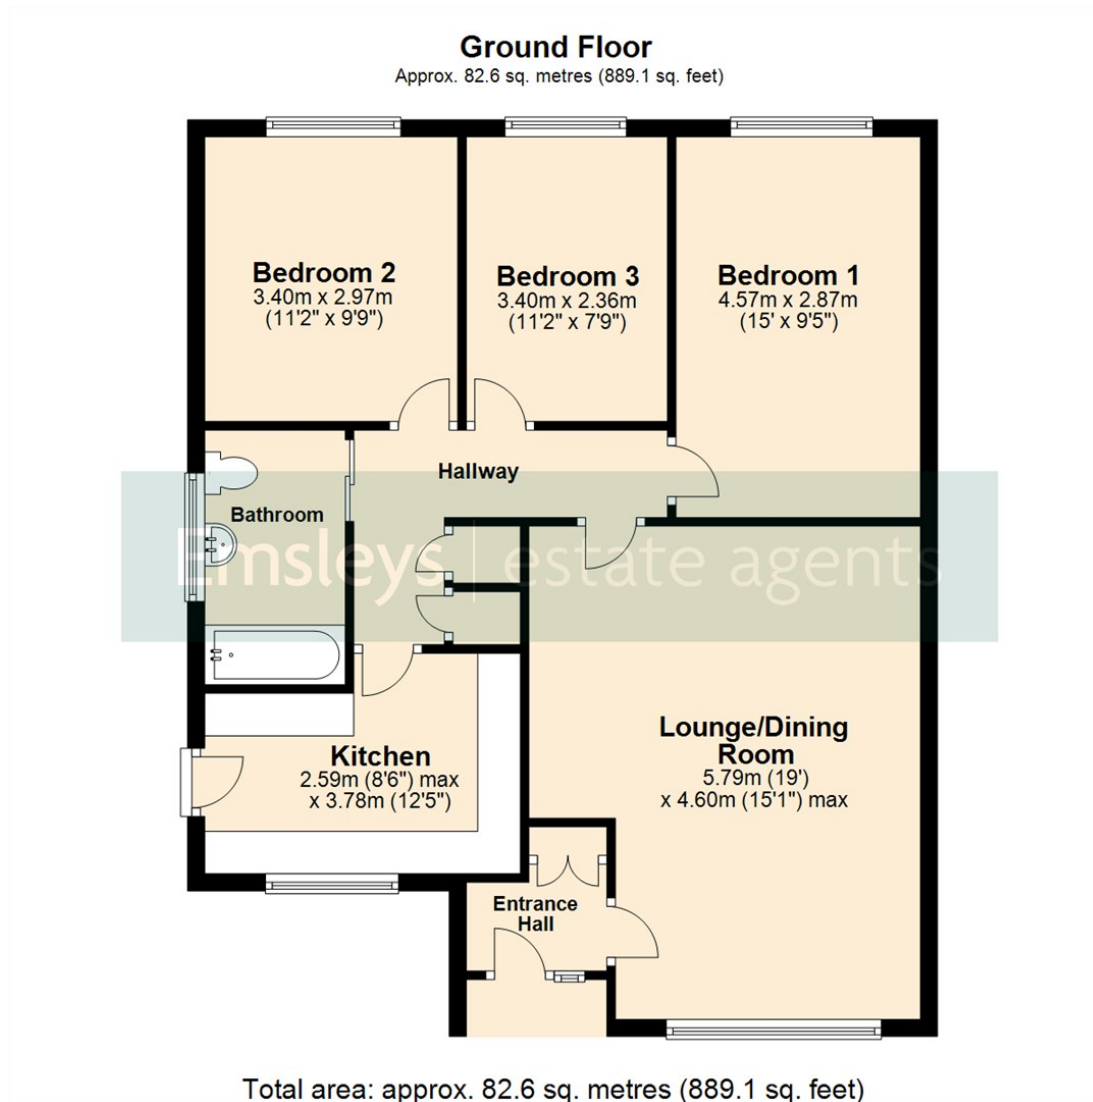 Ground Floor
Approx. 82.6 sq. metres (889.1 sq. feet)
Bedroom 2
3.40m x 2.97m
(11'2" x 9'9")
Bedroom 3
3.40m x 2.36m
(11'2" x 7'9")
Bedroom 1
4.57m x 2.87m
(15' x 9'5")
Hallway
Bathroom
Emsleys | estate agents
Lounge/Dining
Room
5.79m (19')
x 4.60m (15'1") max
Kitchen
2.59m (8'6") max
x 3.78m (12'5")
Entrance
Hall
Total area: approx. 82.6 sq. metres (889.1 sq. feet)